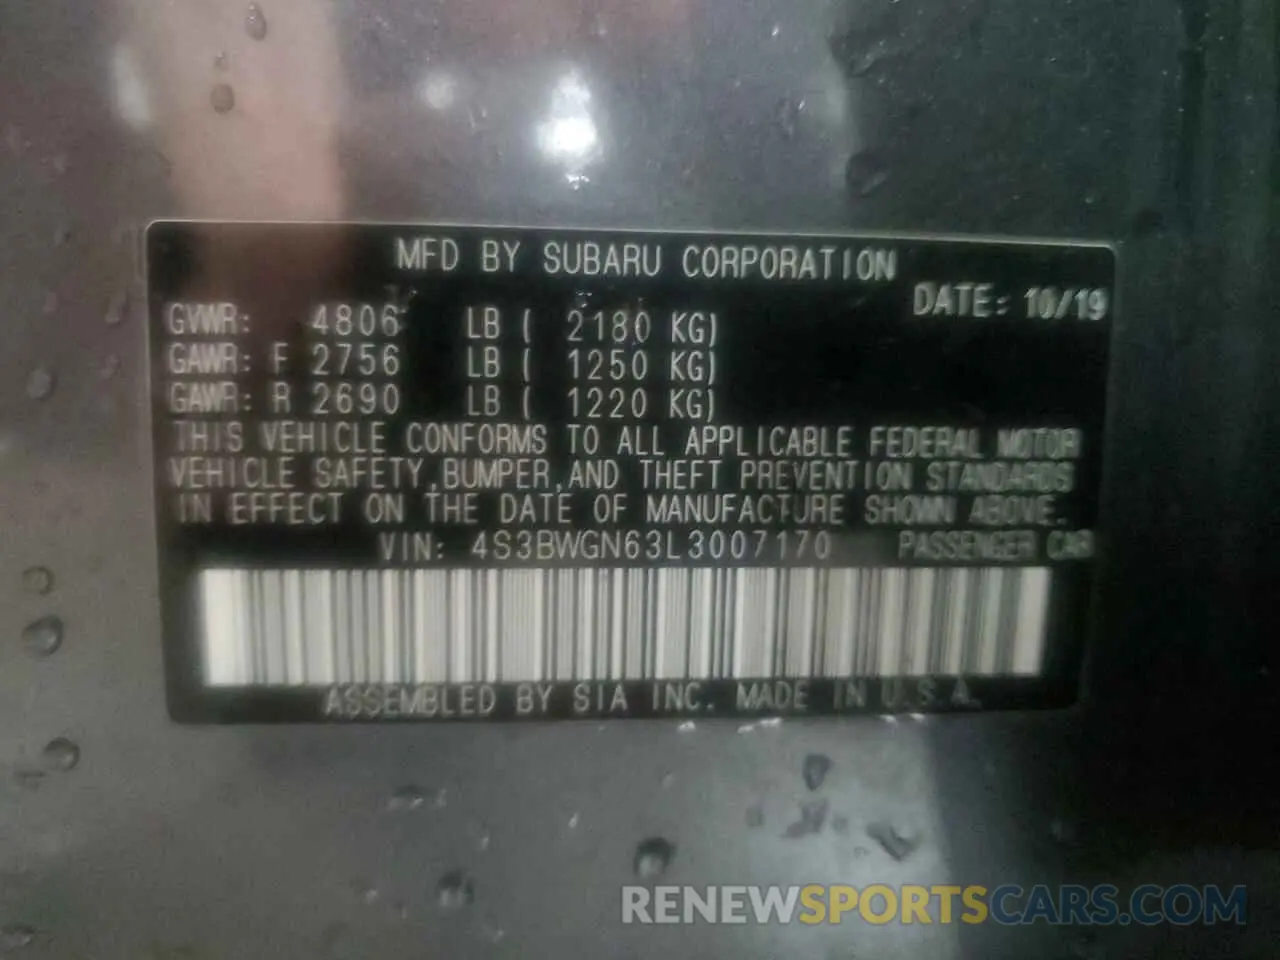 MFD BY SUBARU CORPORATION
DATE: 10/19
GVWR: 4806 LB ( 2180 KG)
GAWR: F 2756 LB ( 1250 KG)
GAWR: R 2690 LB ( 1220 KG)
THIS VEHICLE CONFORMS TO ALL APPLICABLE FEDERAL MOTOR
VEHICLE SAFETY, BUMPER, AND THEFT PREVENTION STANDARDS
IN EFFECT ON THE DATE OF MANUFACTURE SHOWN ABOVE.
VIN: 4S3BWGN63L3007170 PASSENGER CAR
ASSEMBLED BY SIA INC. MADE IN U.S.A.
RENEWSPORTSCARS.COM